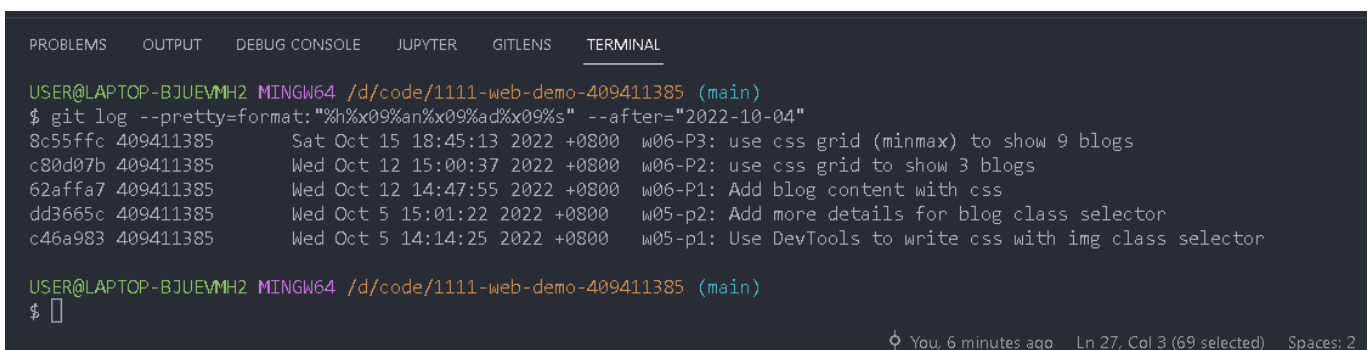 PROBLEMS OUTPUT DEBUG CONSOLE JUPYTER GITLENS TERMINAL
USER@LAPTOP-BJUEVMH2 MINGW64 /d/code/1111-web-demo-409411385 (main)
$ git log --pretty=format:"%h%x09%an%x09%ad%x09%s" --after="2022-10-04"
8c55ffc 409411385 Sat Oct 15 18:45:13 2022 +0800 w06-P3: use css grid (minmax) to show 9 blogs
c80d07b 409411385 Wed Oct 12 15:00:37 2022 +0800 w06-P2: use css grid to show 3 blogs
62affa7 409411385 Wed Oct 12 14:47:55 2022 +0800 w06-P1: Add blog content with css
dd3665c 409411385 Wed Oct 5 15:01:22 2022 +0800 w05-p2: Add more details for blog class selector
c46a983 409411385 Wed Oct 5 14:14:25 2022 +0800 w05-p1: Use DevTools to write css with img class selector
USER@LAPTOP-BJUEVMH2 MINGW64 /d/code/1111-web-demo-409411385 (main)
$
You, 6 minutes ago Ln 27, Col 3 (69 selected) Spaces: 2